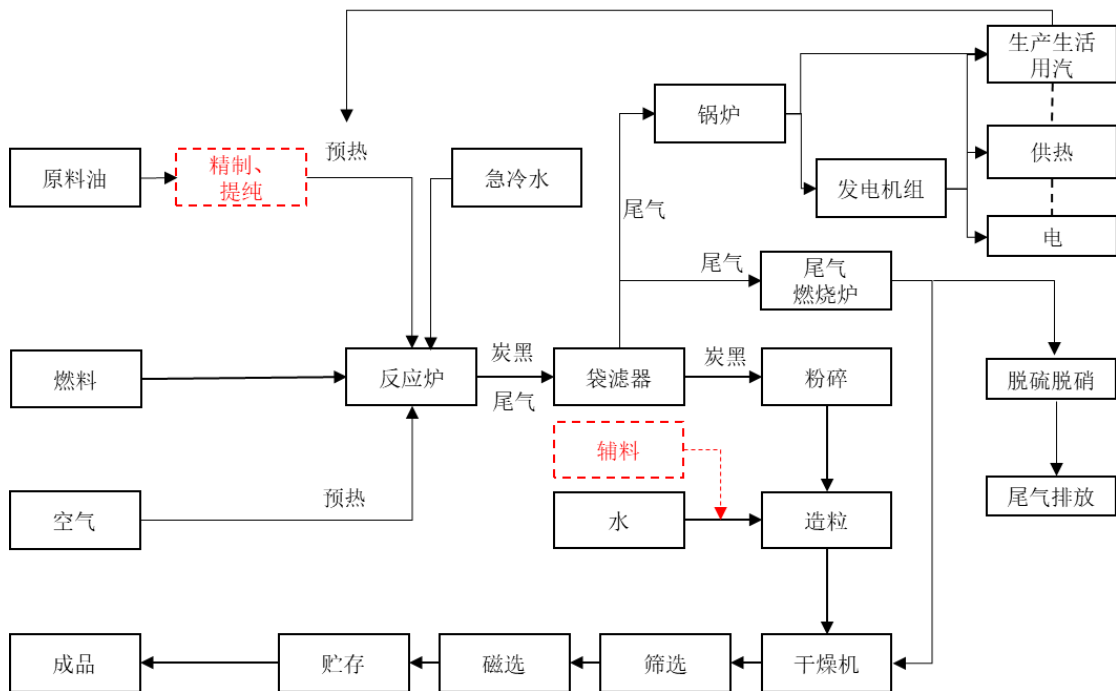 生产生活
用汽
锅炉
预热
原料油
精制、
提纯
急冷水
供热
发电机组
尾气
电
尾气
尾气
燃烧炉
燃料
反应炉
炭黑
尾气
袋滤器
炭黑
粉碎
脱硫脱硝
辅料
空气
预热
水
造粒
尾气排放
成品
贮存
磁选
筛选
干燥机